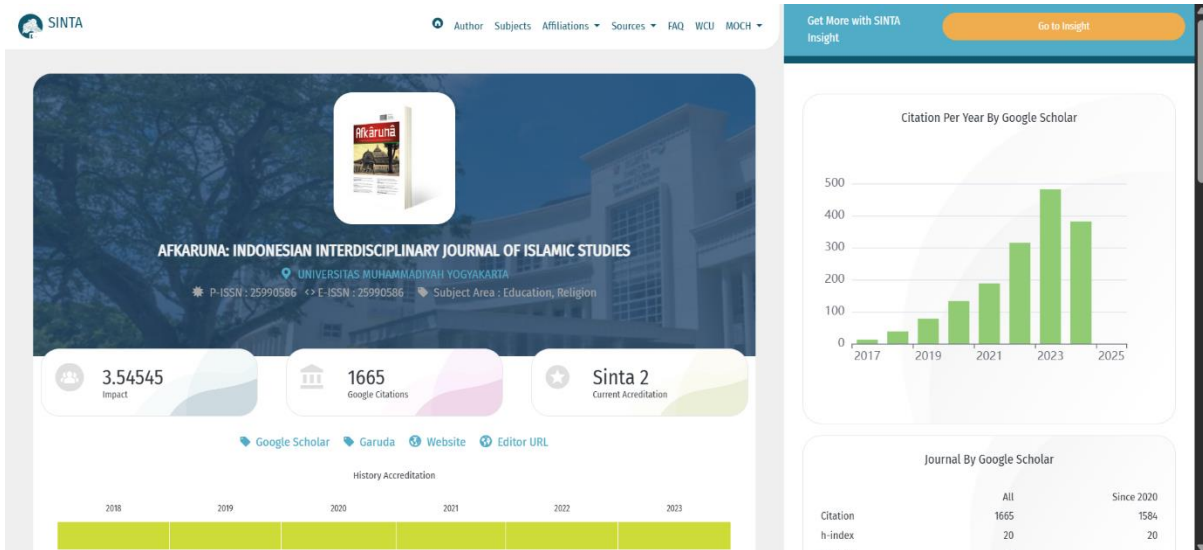 SINTA
Author Subjects Affiliations Sources FAQ WCU MOCH
Get More with SINTA Insight
Go to Insight
Afkaruna
AFKARUNA: INDONESIAN INTERDISCIPLINARY JOURNAL OF ISLAMIC STUDIES
UNIVERSITAS MUHAMMADIYAH YOGYAKARTA
P-ISSN : 25990586 <> E-ISSN : 25990586 Subject Area : Education, Religion
3.54545
Impact
1665
Google Citations
Sinta 2
Current Acreditation
Google Scholar Garuda Website Editor URL
History Accreditation
2018 2019 2020 2021 2022 2023
Citation Per Year By Google Scholar
500
400
300
200
100
0
2017 2019 2021 2023 2025
Journal By Google Scholar
All Since 2020
Citation 1665 1584
h-index 20 20